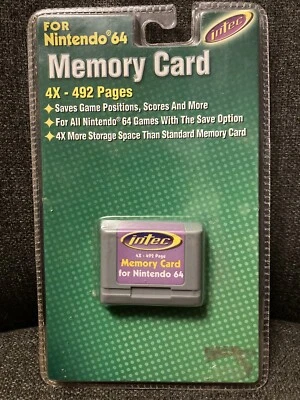 FOR
Nintendo®64
intec
Memory Card
4X - 492 Pages
Saves Game Positions, Scores And More
For All Nintendo® 64 Games With The Save Option
4X More Storage Space Than Standard Memory Card
intec
4X - 492 Page
Memory Card
for Nintendo 64